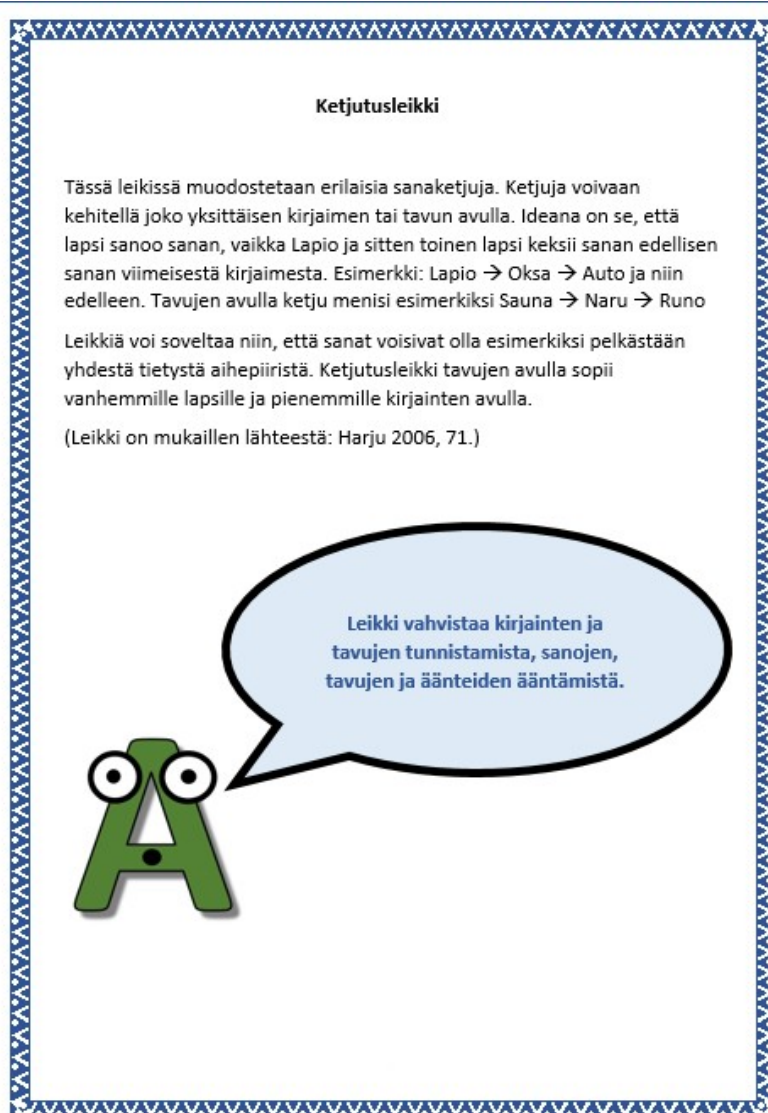 Ketjutusleikki
Tässä leikissä muodostetaan erilaisia sanaketjuja. Ketjuja voivaan
kehitellä joko yksittäisen kirjaimen tai tavun avulla. Ideana on se, että
lapsi sanoo sanan, vaikka Lapio ja sitten toinen lapsi keksii sanan edellisen
sanan viimeisestä kirjaimesta. Esimerkki: Lapio → Oksa → Auto ja niin
edelleen. Tavujen avulla ketju menisi esimerkiksi Sauna → Naru → Runo
Leikkiä voi soveltaa niin, että sanat voisivat olla esimerkiksi pelkästään
yhdestä tietystä aihepiiristä. Ketjutusleikki tavujen avulla sopii
vanhemmille lapsille ja pienemmille kirjainten avulla.
(Leikki on mukaillen lähteestä: Harju 2006, 71.)
Leikki vahvistaa kirjainten ja
tavujen tunnistamista, sanojen,
tavujen ja äänteiden ääntämistä.
A